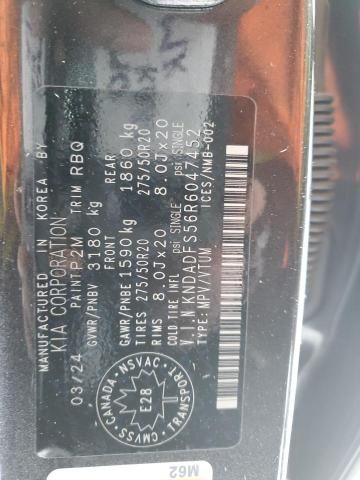 MANUFACTURED IN KOREA BY
KIA CORPORATION
03/24 PAINT P2M TRIM RBQ
GVWR/PNBV 3180 kg
FRONT REAR
GAWR/PNBE 1590 kg 1860 kg
TIRES 275/50R20 275/50R20
RIMS 8.0Jx20 8.0Jx20
COLD TIRE INFL psi SINGLE psi SINGLE
V.I.N KNDADFS56R6047452
TYPE: MPV/VTUM ICES/NMB-002
CANADA • NSVAC • TRANSPORT • CMVSS
E28
M62